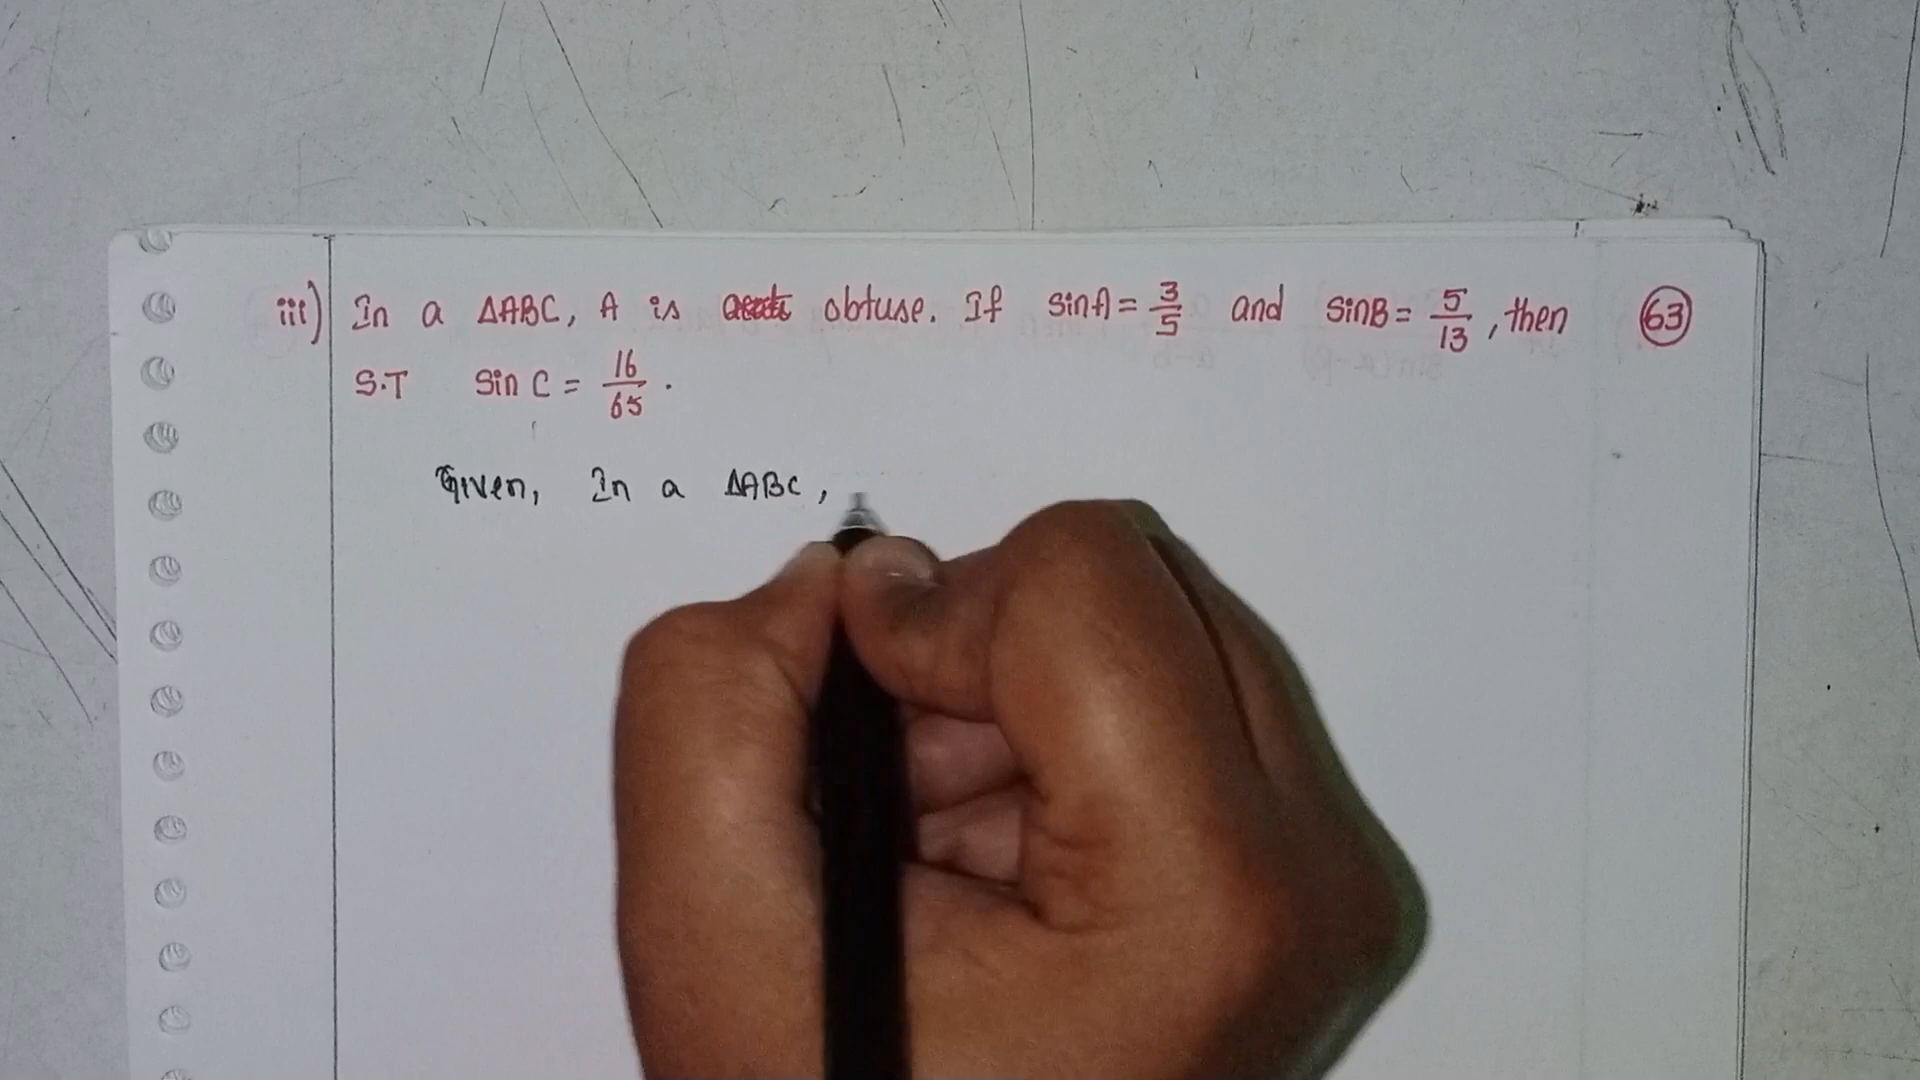 iii) In a ΔABC, A is obtuse. If sinA = 3/5 and sinB = 5/13, then 63
S.T sin C = 16/65.
Given, In a ΔABC,